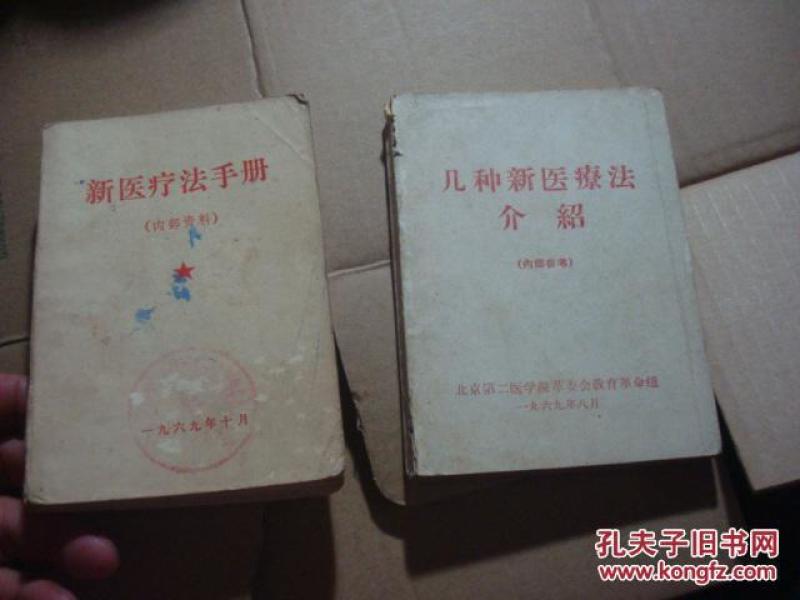 新医疗法手册
(内部资料)
一九六九年十月
几种新医療法
介紹
(内部参考)
北京第二医学院革委会教育革命组
一九六九年八月
孔夫子旧书网
www.kongfz.com